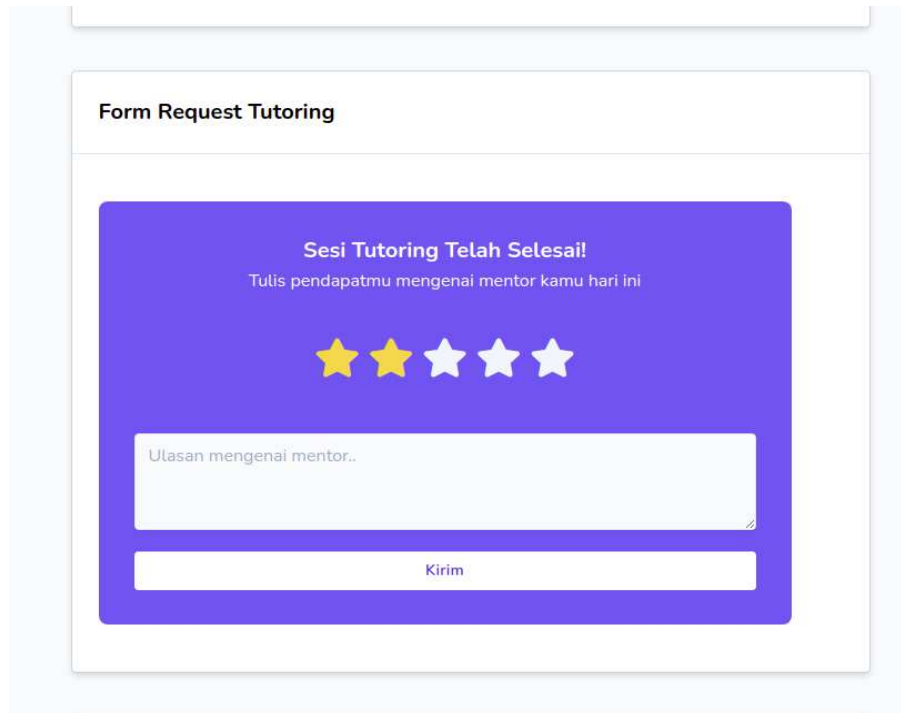 Form Request Tutoring
Sesi Tutoring Telah Selesai!
Tulis pendapatmu mengenai mentor kamu hari ini
Ulasan mengenai mentor..
Kirim